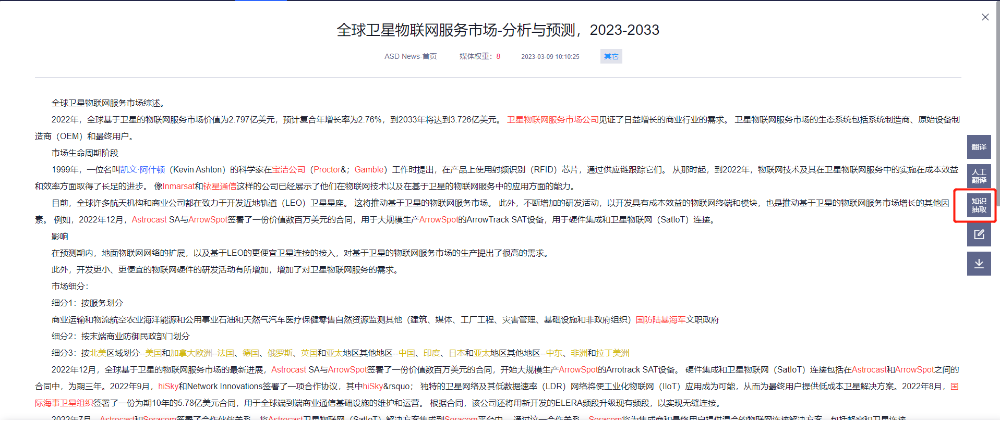 全球卫星物联网服务市场-分析与预测，2023-2033
ASD News-首页 媒体权重：8 2023-03-09 10:10:25 其它
全球卫星物联网服务市场综述。
2022年，全球基于卫星的物联网服务市场价值为2.797亿美元，预计复合年增长率为2.76%，到2033年将达到3.726亿美元。 卫星物联网服务市场公司见证了日益增长的商业行业的需求。 卫星物联网服务市场的生态系统包括系统制造商、原始设备制
造商（OEM）和最终用户。
翻译
市场生命周期阶段
1999年，一位名叫凯文·阿什顿（Kevin Ashton）的科学家在宝洁公司（Proctor&；Gamble）工作时提出，在产品上使用射频识别（RFID）芯片，通过供应链跟踪它们。 从那时起，到2022年，物联网技术及其在卫星物联网服务中的实施在成本效益
人工
翻译
和效率方面取得了长足的进步。 像Inmarsat和铱星通信这样的公司已经展示了他们在物联网技术以及在基于卫星的物联网服务中的应用方面的能力。
目前，全球许多航天机构和商业公司都在致力于开发近地轨道（LEO）卫星星座。 这将推动基于卫星的物联网服务市场。 此外，不断增加的研发活动，以开发具有成本效益的物联网终端和模块，也是推动基于卫星的物联网服务市场增长的其他因
知识
抽取
素。 例如，2022年12月，Astrocast SA与ArrowSpot签署了一份价值数百万美元的合同，用于大规模生产ArrowSpot的ArrowTrack SAT设备，用于硬件集成和卫星物联网（SatIoT）连接。
影响
在预测期内，地面物联网网络的扩展，以及基于LEO的更便宜卫星连接的接入，对基于卫星的物联网服务市场的生产提出了很高的需求。
此外，开发更小、更便宜的物联网硬件的研发活动有所增加，增加了对卫星物联网服务的需求。
市场细分：
细分1：按服务划分
商业运输和物流航空农业海洋能源和公用事业石油和天然气汽车医疗保健零售自然资源监测其他（建筑、媒体、工厂工程、灾害管理、基础设施和非政府组织）国防陆基海军文职政府
细分2：按末端商业防御民政部门划分
细分3：按北美区域划分--美国和加拿大欧洲--法国、德国、俄罗斯、英国和亚太地区其他地区--中国、印度、日本和亚太地区其他地区--中东、非洲和拉丁美洲
2022年12月，全球基于卫星的物联网服务市场的最新进展，Astrocast SA与ArrowSpot签署了一份价值数百万美元的合同，开始大规模生产ArrowSpot的Arrotrack SAT设备。 硬件集成和卫星物联网（SatIoT）连接包括在Astrocast和ArrowSpot之间的
合同中，为期三年。2022年9月，hiSky和Network Innovations签署了一项合作协议，其中hiSky&rsquo； 独特的卫星网络及其低数据速率（LDR）网络将使工业化物联网（IIoT）应用成为可能，从而为最终用户提供低成本卫星解决方案。2022年8月，国
际海事卫星组织签署了一份为期10年的5.78亿美元合同，用于全球端到端商业通信基础设施的维护和运营。 根据合同，该公司还将用新开发的ELERA频段升级现有频段，以实现无缝连接。
2022年7月，Astrocast和Soracom签署了合作伙伴关系，将Astrocast卫星物联网（SatIoT）解决方案集成到Soracom平台中。 通过这一合作关系，Soracom将为集成商和最终用户提供混合的物联网连接解决方案，包括蜂窝和卫星连接。